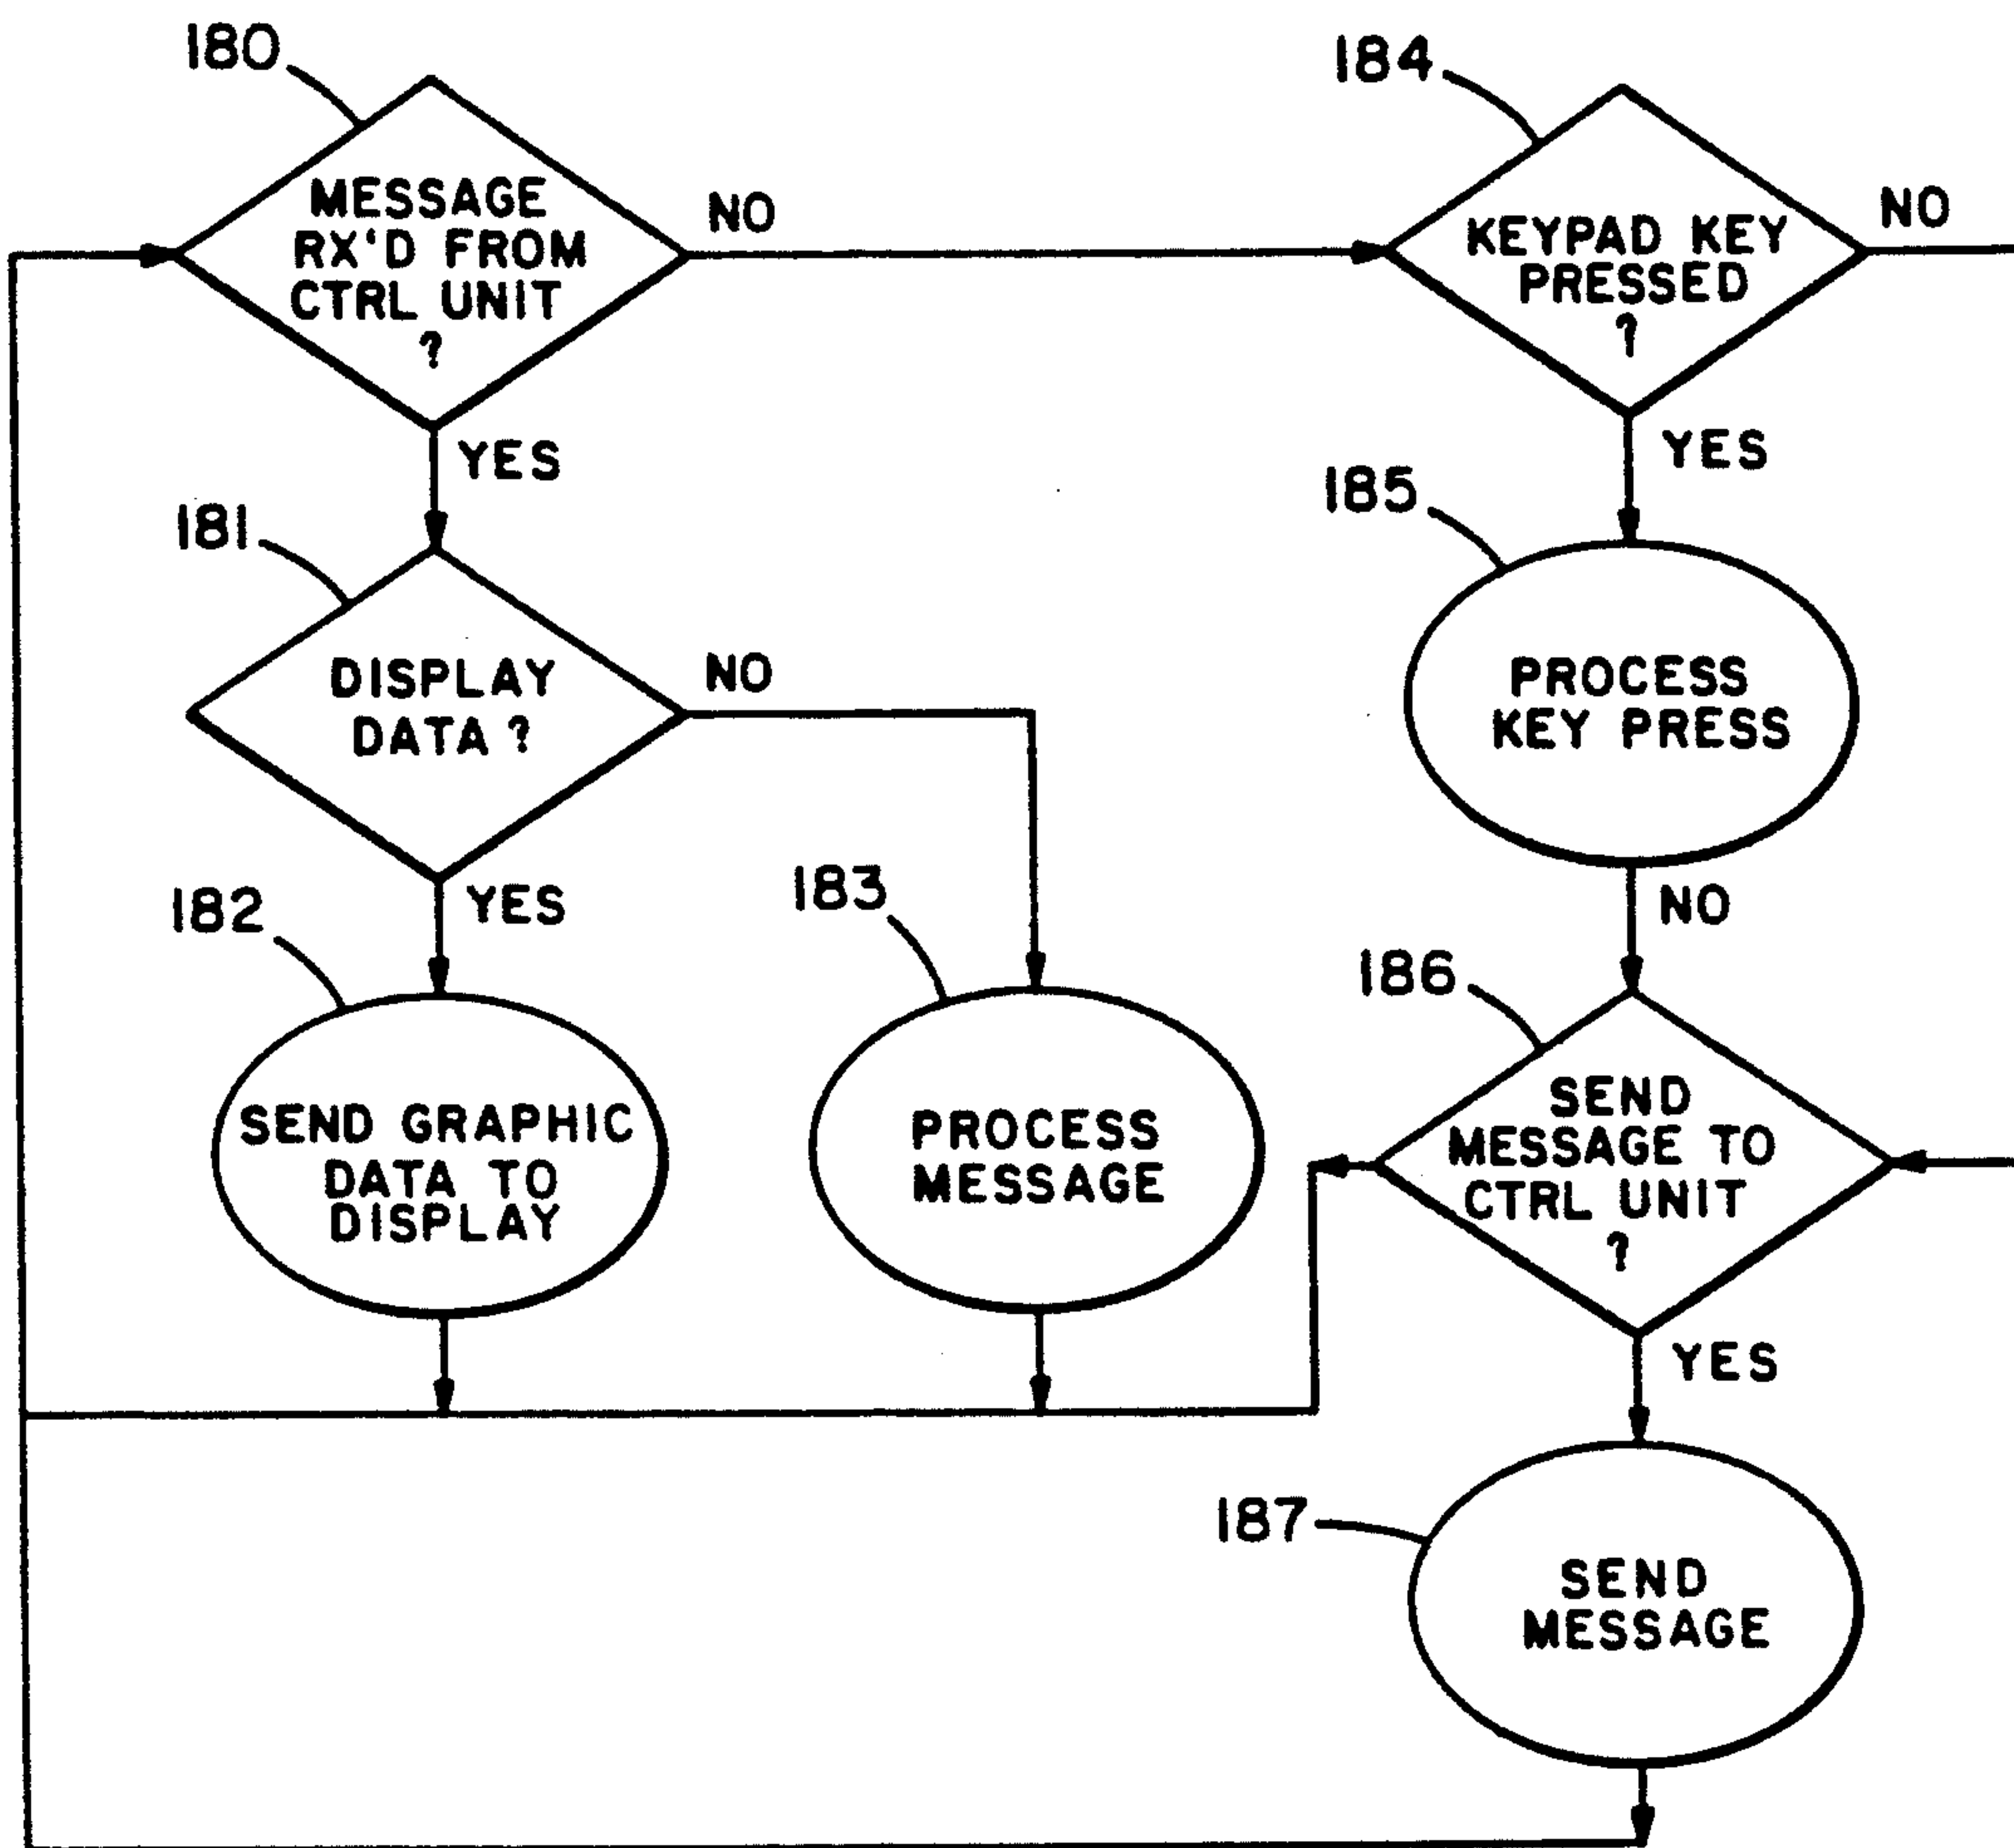 180
MESSAGE
RX'D FROM
CTRL UNIT
?
NO
YES
181
DISPLAY
DATA ?
NO
YES
182
SEND GRAPHIC
DATA TO
DISPLAY
183
PROCESS
MESSAGE
184
KEYPAD KEY
PRESSED
?
NO
YES
185
PROCESS
KEY PRESS
NO
186
SEND
MESSAGE TO
CTRL UNIT
?
YES
187
SEND
MESSAGE